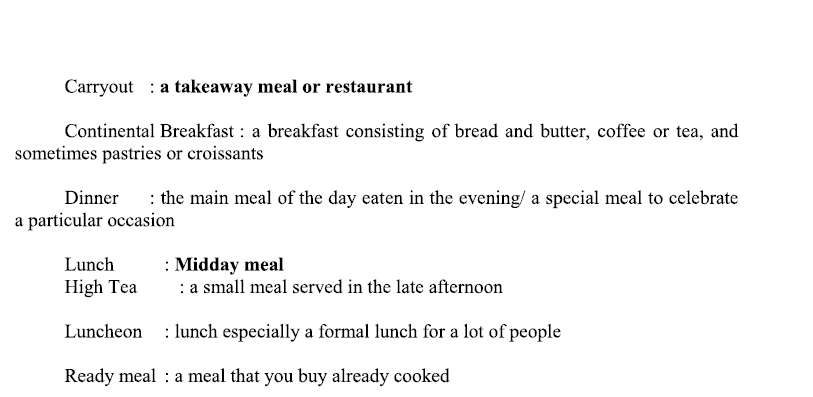 Carryout : a takeaway meal or restaurant
Continental Breakfast : a breakfast consisting of bread and butter, coffee or tea, and
sometimes pastries or croissants
Dinner : the main meal of the day eaten in the evening/ a special meal to celebrate
a particular occasion
Lunch : Midday meal
High Tea : a small meal served in the late afternoon
Luncheon : lunch especially a formal lunch for a lot of people
Ready meal : a meal that you buy already cooked